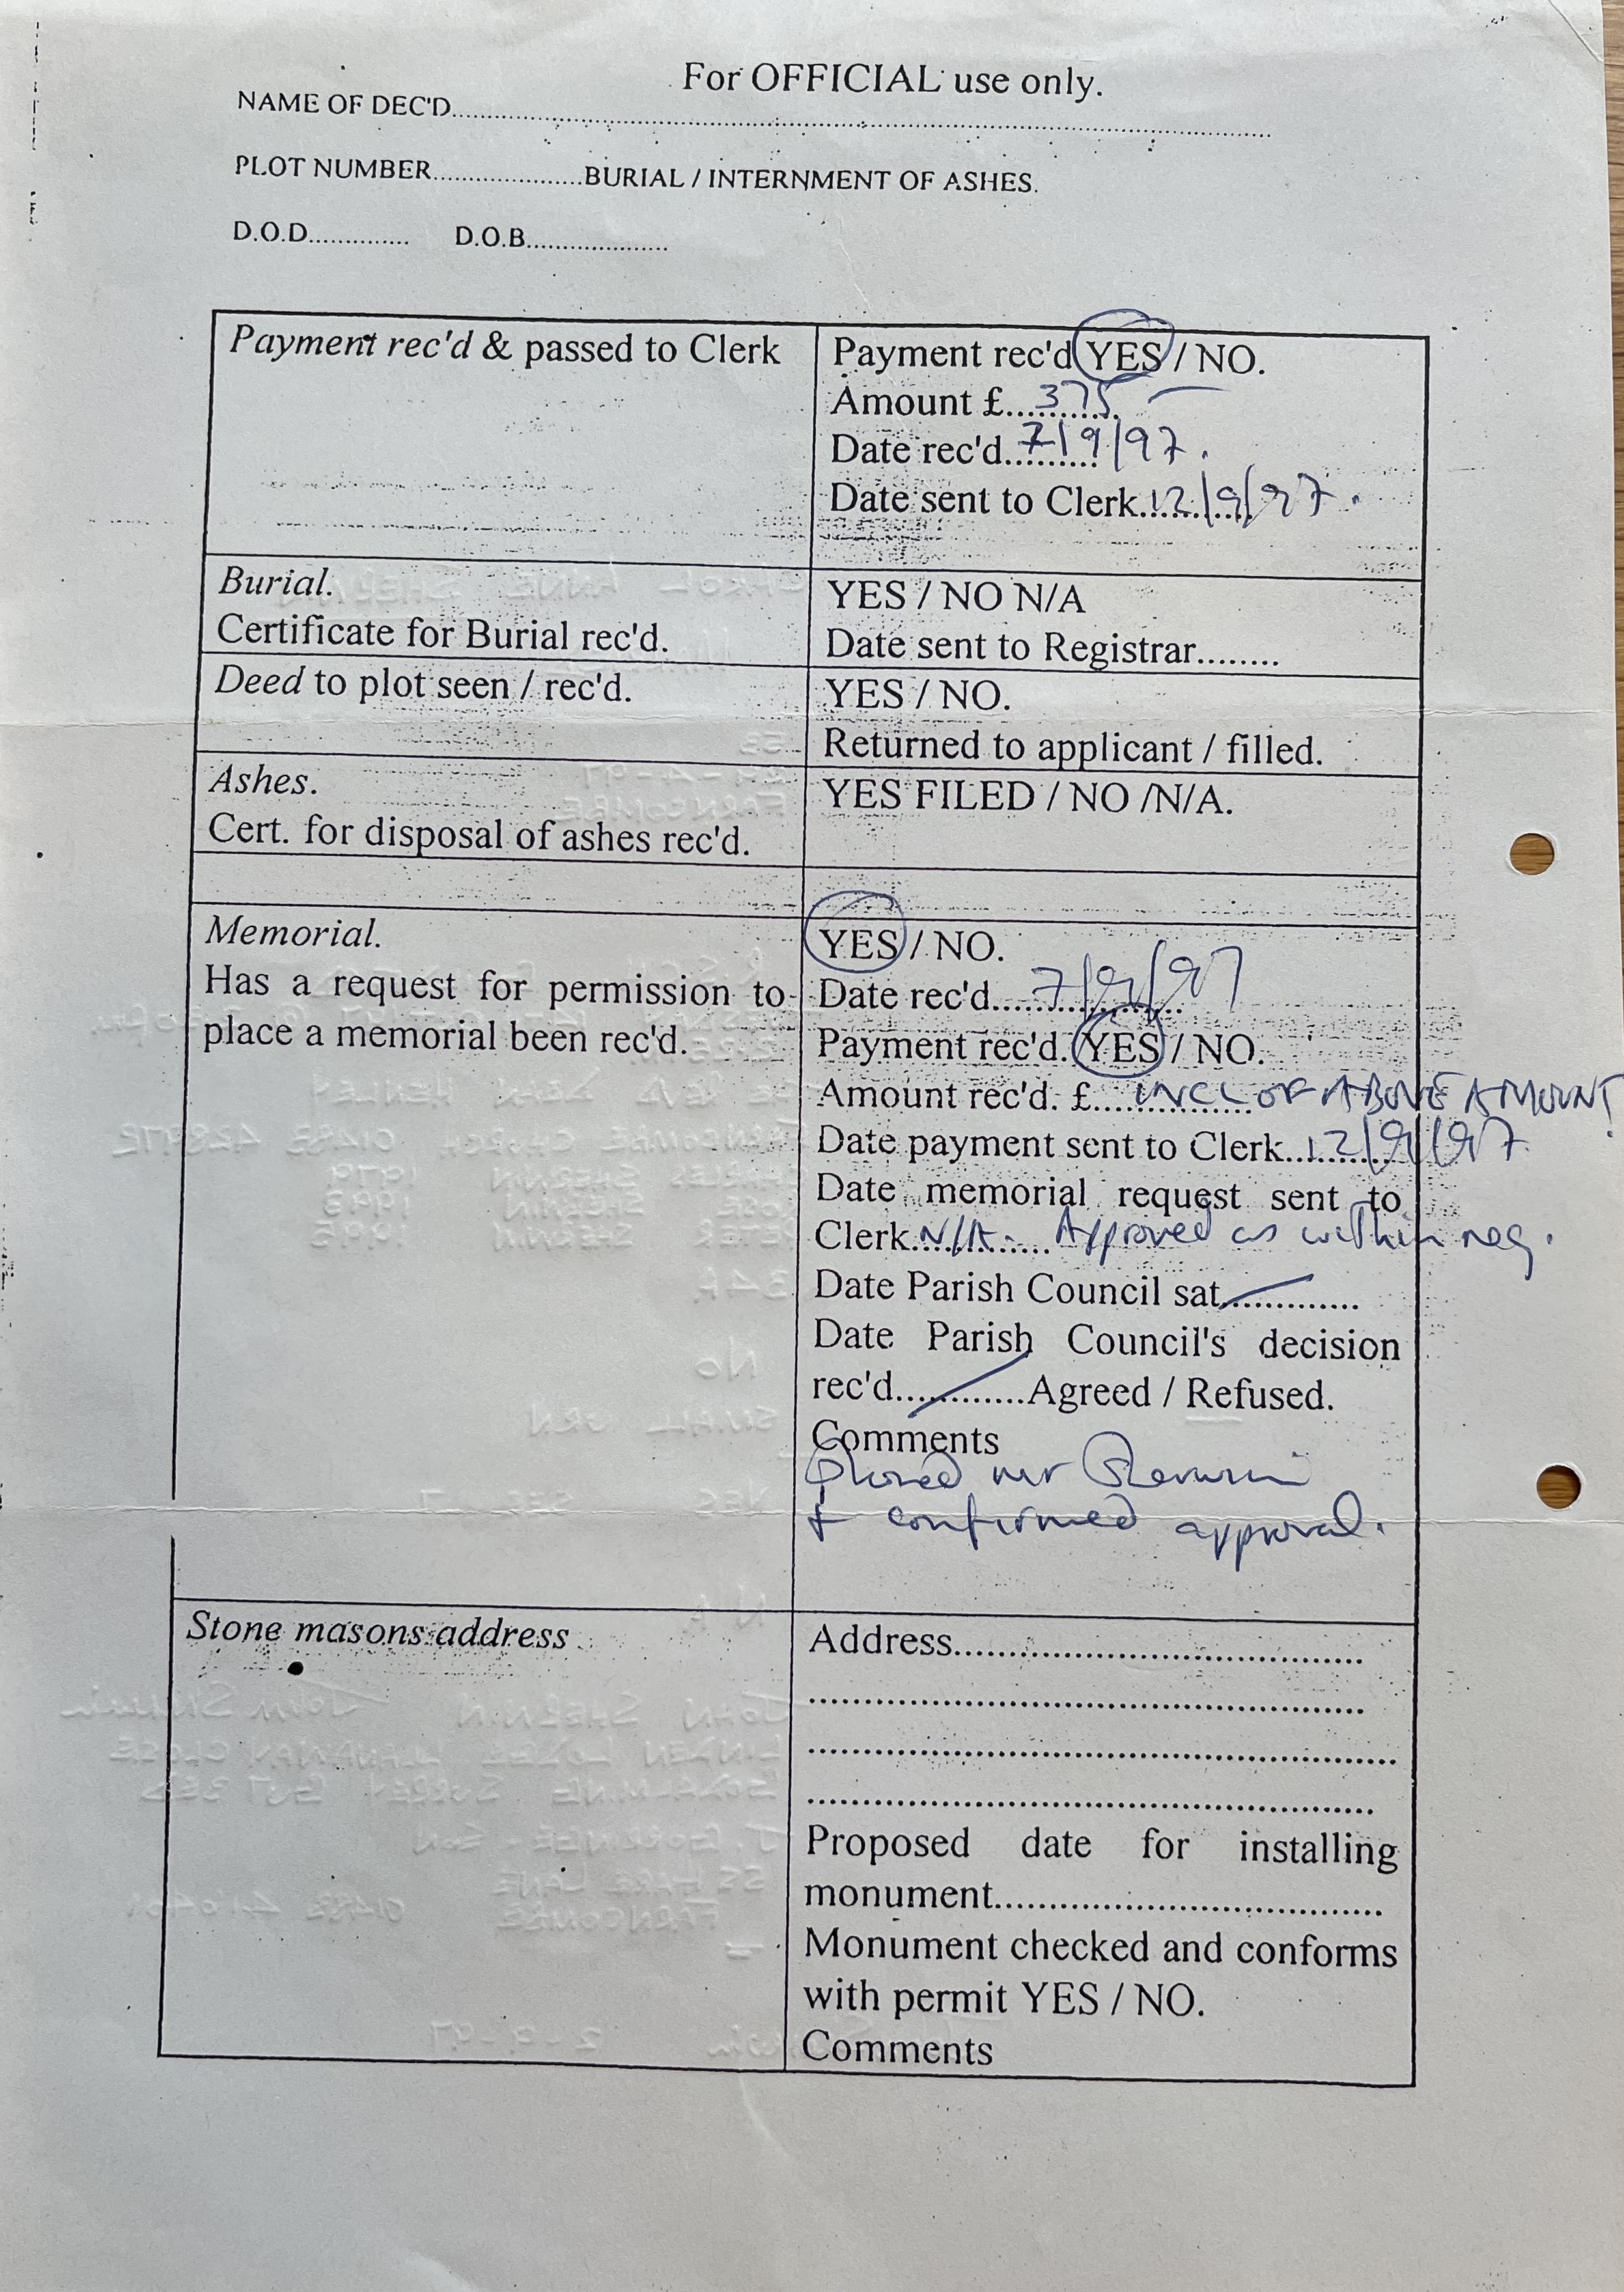 For OFFICIAL use only.
NAME OF DEC'D..........
PLOT NUMBER..........BURIAL / INTERNMENT OF ASHES.
D.O.D.......... D.O.B..........
Payment rec'd & passed to Clerk
Payment rec'd YES / NO.
Amount £ 375 —
Date rec'd 7/9/97.
Date sent to Clerk 12/9/97.
Burial.
Certificate for Burial rec'd.
YES / NO N/A
Date sent to Registrar........
Deed to plot seen / rec'd.
YES / NO.
Returned to applicant / filled.
Ashes.
Cert. for disposal of ashes rec'd.
YES FILED / NO /N/A.
Memorial.
Has a request for permission to
place a memorial been rec'd.
YES / NO.
Date rec'd 7/9/97
Payment rec'd. YES / NO.
Amount rec'd. £ INCL OF ABOVE AMOUNT
Date payment sent to Clerk 12/9/97
Date memorial request sent to
Clerk N/A. Approved as within reg.
Date Parish Council sat..........
Date Parish Council's decision
rec'd..........Agreed / Refused.
Comments
Phoned mr Sherwin
& confirmed approval.
Stone masons address
Address..........
Proposed date for installing
monument..........
Monument checked and conforms
with permit YES / NO.
Comments